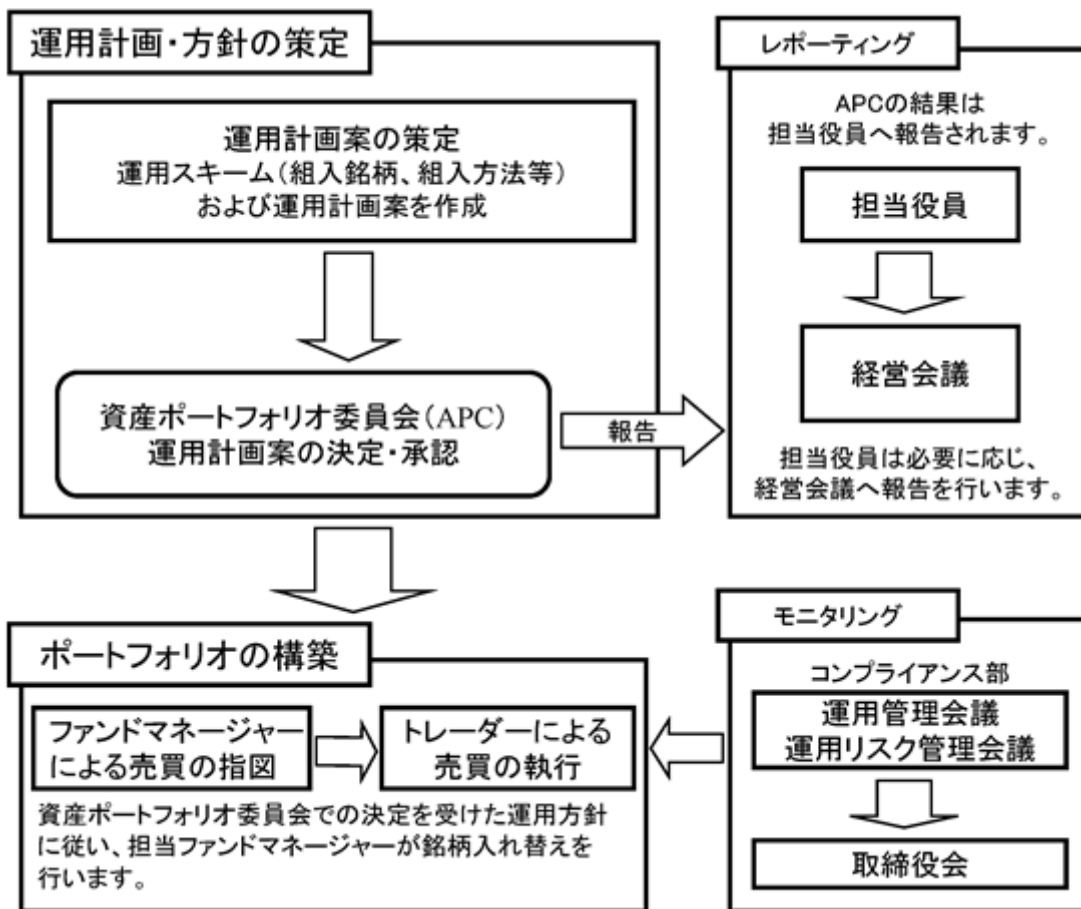 運用計画・方針の策定
運用計画案の策定
運用スキーム(組入銘柄、組入方法等)
および運用計画案を作成
資産ポートフォリオ委員会(APC)
運用計画案の決定・承認
報告
レポーティング
APCの結果は
担当役員へ報告されます。
担当役員
経営会議
担当役員は必要に応じ、
経営会議へ報告を行います。
ポートフォリオの構築
ファンドマネージャー
による売買の指図
トレーダーによる
売買の執行
資産ポートフォリオ委員会での決定を受けた運用方針
に従い、担当ファンドマネージャーが銘柄入れ替えを
行います。
モニタリング
コンプライアンス部
運用管理会議
運用リスク管理会議
取締役会